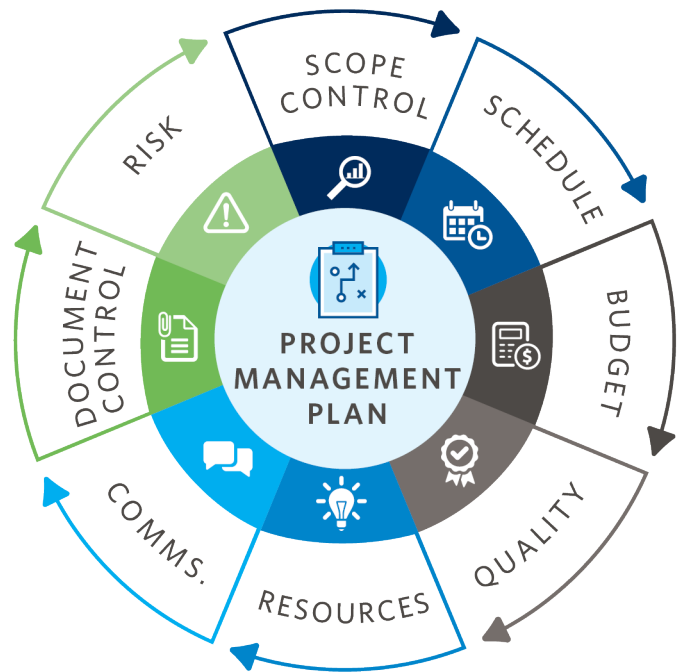 SCOPE
CONTROL
SCHEDULE
BUDGET
QUALITY
RESOURCES
COMMS.
DOCUMENT
CONTROL
RISK
$
PROJECT
MANAGEMENT
PLAN